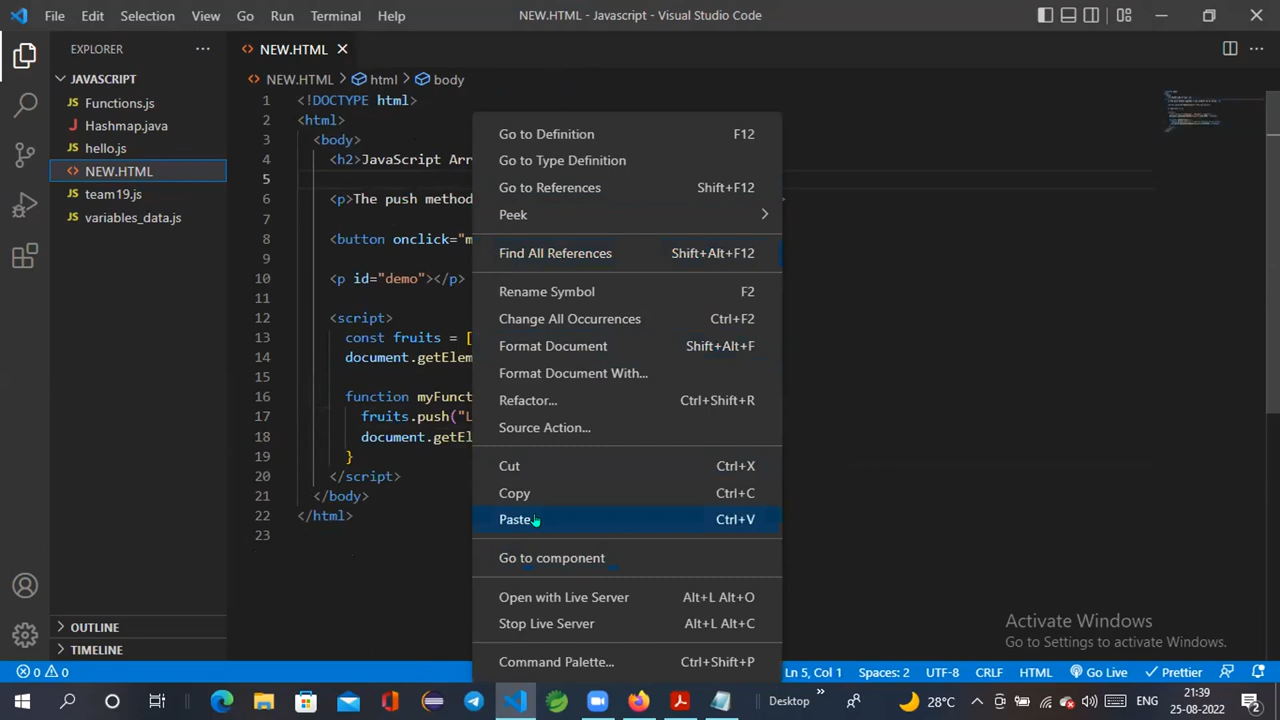 File Edit Selection View Go Run Terminal Help NEW.HTML - Javascript - Visual Studio Code
EXPLORER
JAVASCRIPT
Functions.js
Hashmap.java
hello.js
NEW.HTML
team19.js
variables_data.js
OUTLINE
TIMELINE
NEW.HTML
NEW.HTML > html > body
1 <!DOCTYPE html>
2 <html>
3 <body>
4 <h2>JavaScript Arr
5
6 <p>The push method
7
8 <button onclick="m
9
10 <p id="demo"></p>
11
12 <script>
13 const fruits = [
14 document.getElem
15
16 function myFunct
17 fruits.push("L
18 document.getEl
19 }
20 </script>
21 </body>
22 </html>
23
Go to Definition F12
Go to Type Definition
Go to References Shift+F12
Peek >
Find All References Shift+Alt+F12
Rename Symbol F2
Change All Occurrences Ctrl+F2
Format Document Shift+Alt+F
Format Document With...
Refactor... Ctrl+Shift+R
Source Action...
Cut Ctrl+X
Copy Ctrl+C
Paste Ctrl+V
Go to component
Open with Live Server Alt+L Alt+O
Stop Live Server Alt+L Alt+C
Command Palette... Ctrl+Shift+P
Activate Windows
Go to Settings to activate Windows.
0 0 Ln 5, Col 1 Spaces: 2 UTF-8 CRLF HTML Go Live Prettier
Desktop 28°C ENG 21:39
25-08-2022 2